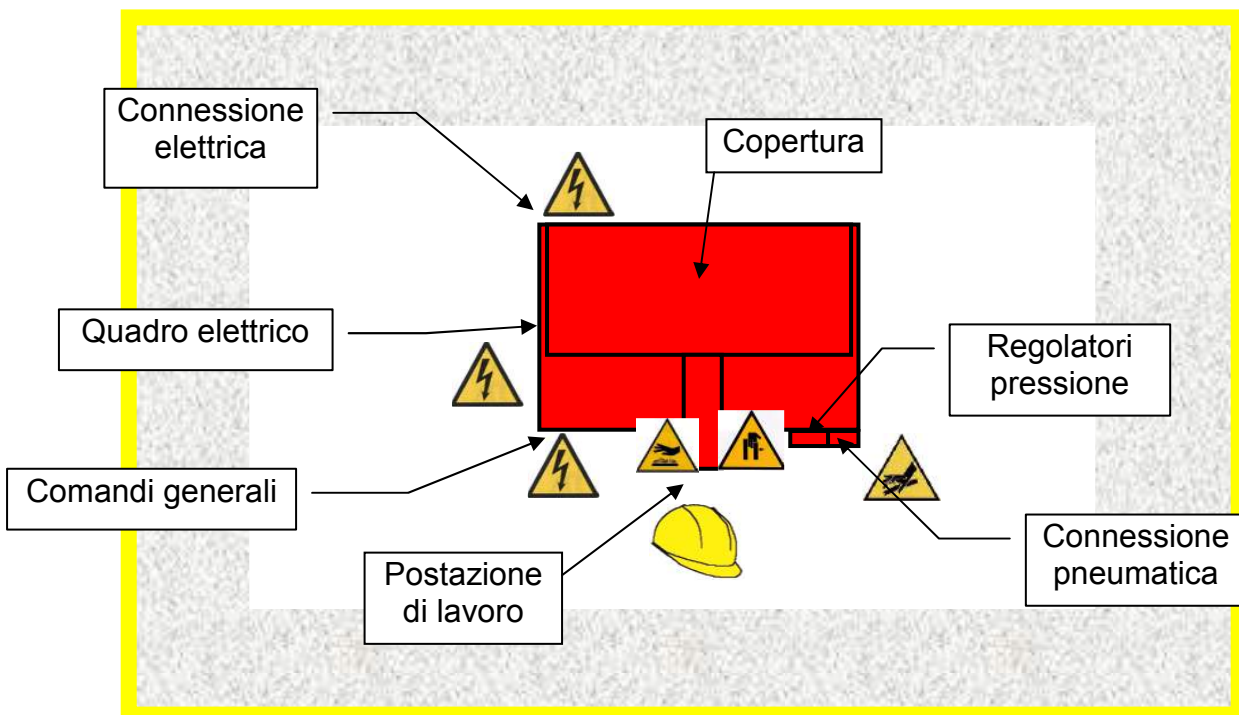 Connessione
elettrica
Copertura
Quadro elettrico
Regolatori
pressione
Comandi generali
Connessione
pneumatica
Postazione
di lavoro